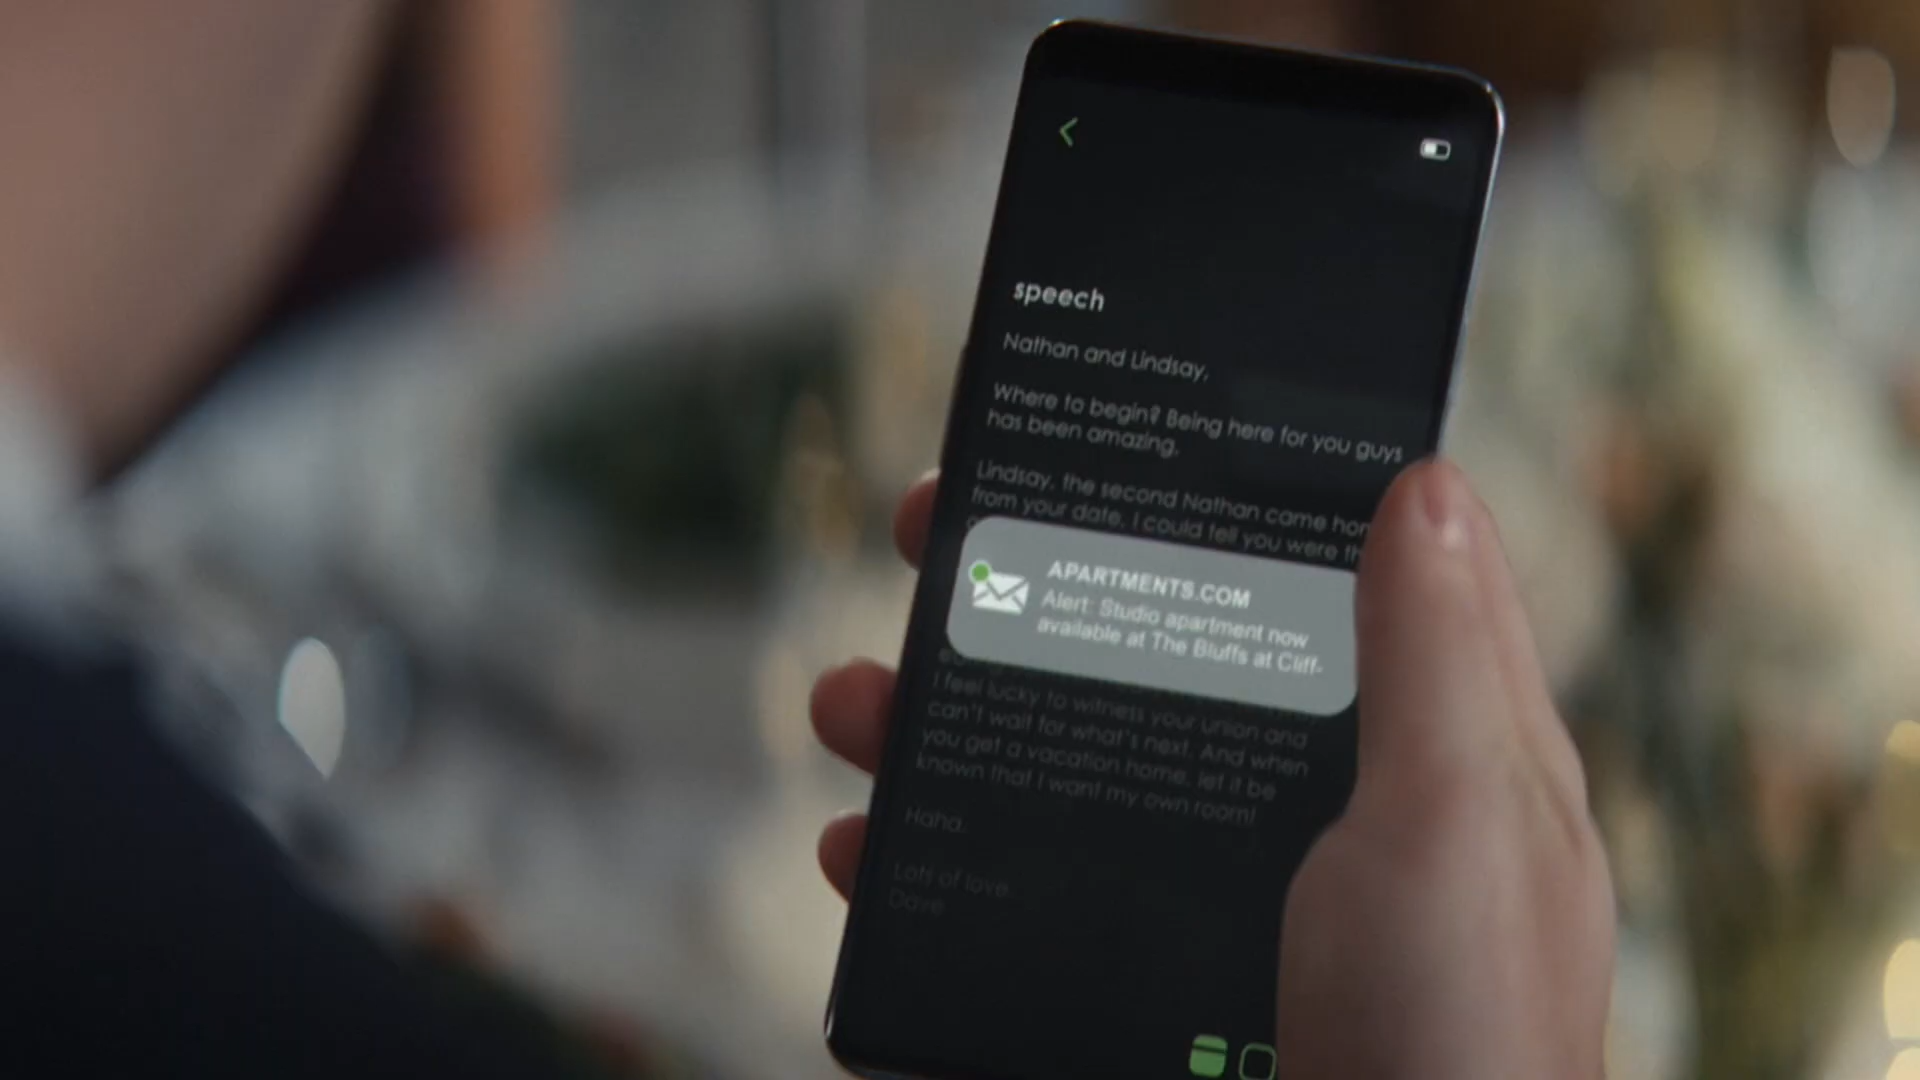 speech
Nathan and Lindsay,
Where to begin? Being here for you guys
has been amazing.
Lindsay, the second Nathan came
from your date, I could tell you were
APARTMENTS.COM
Alert: Studio apartment now
available at The Bluffs at Cliff-
I feel lucky to witness your union and
can't wait for what's next. And when
you get a vacation home, let it be
known that I want my own room!
Haha.
Lots of love,
Dave